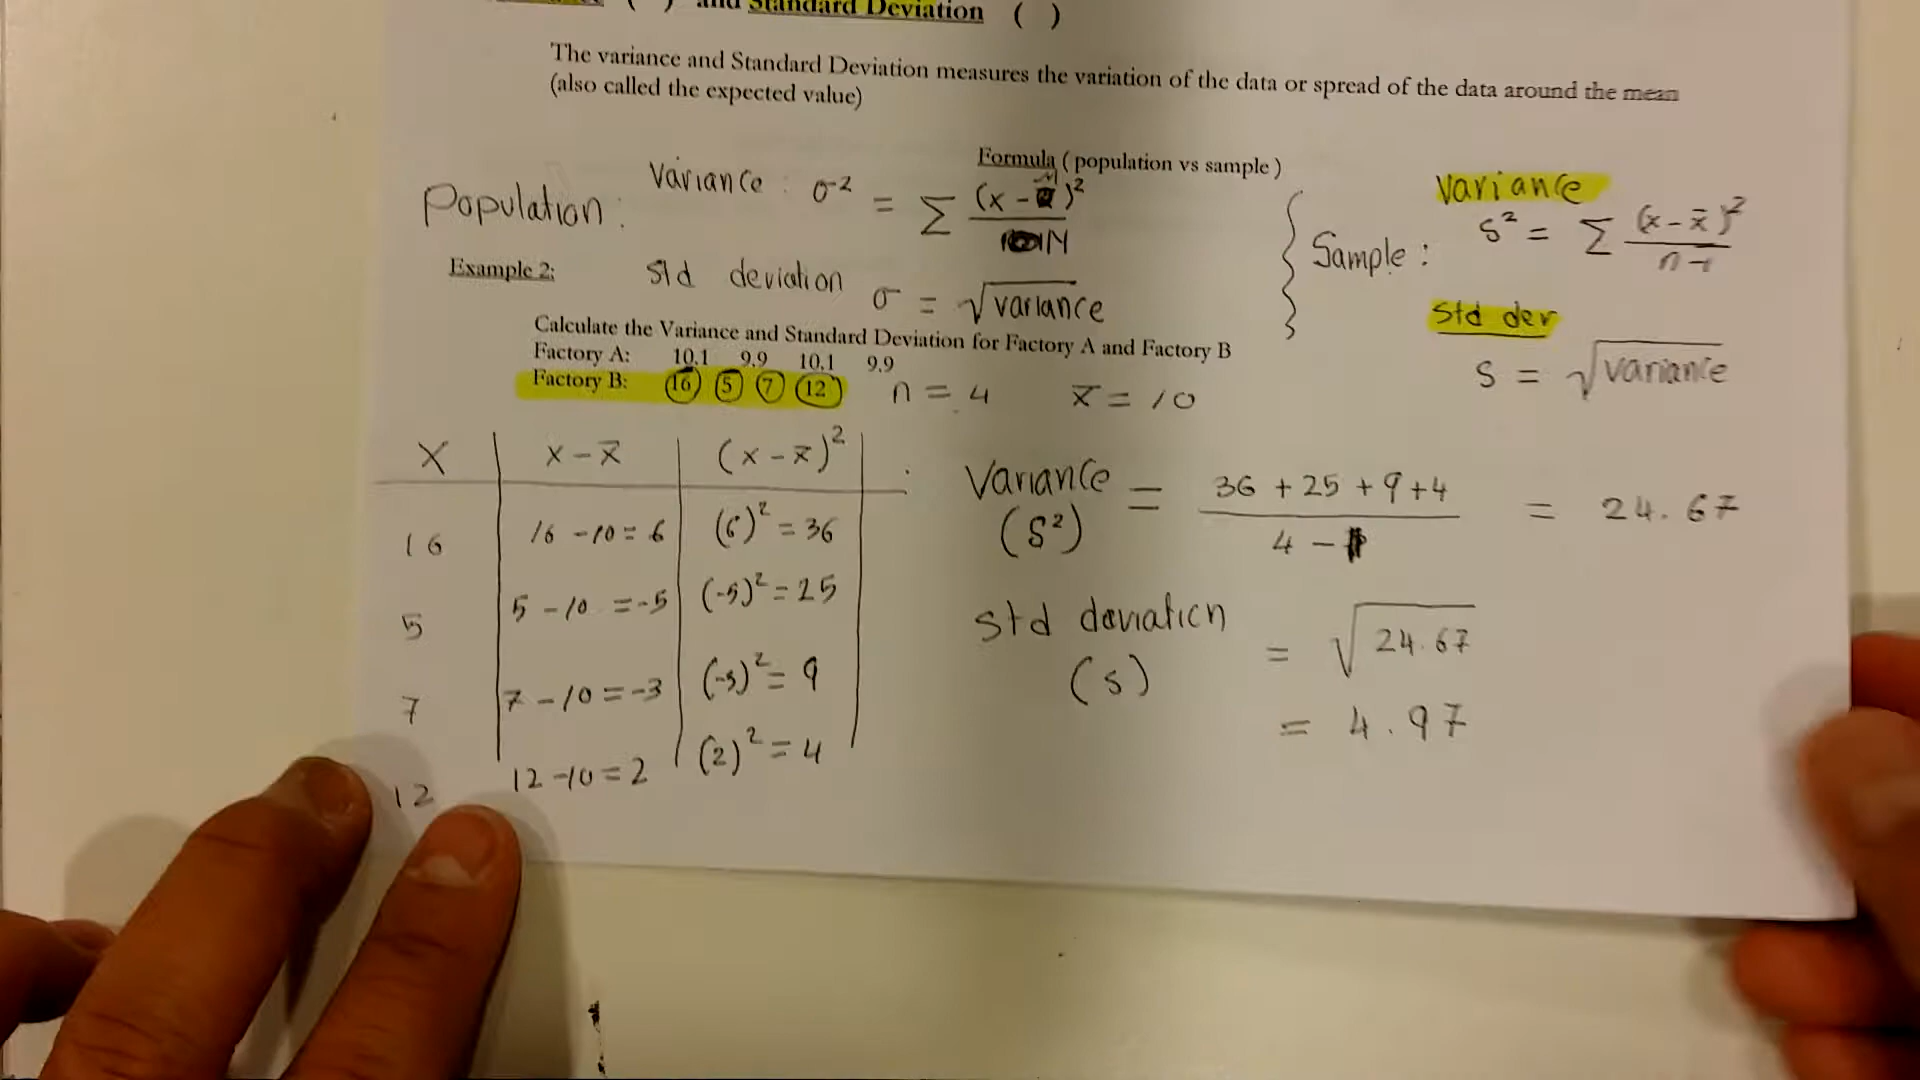 and Standard Deviation ( )
The variance and Standard Deviation measures the variation of the data or spread of the data around the mean
(also called the expected value)
Formula ( population vs sample )
Population: Variance : σ² = Σ (x - )² / N
Sample : variance s² = Σ (x - x̄)² / n-1
Example 2: std deviation σ = √variance
std dev s = √variance
Calculate the Variance and Standard Deviation for Factory A and Factory B
Factory A: 10.1 9.9 10.1 9.9
Factory B: 16 5 7 12 n = 4 x̄ = 10
X | x - x̄ | (x - x̄)²
16 | 16 - 10 = 6 | (6)² = 36
5 | 5 - 10 = -5 | (-5)² = 25
7 | 7 - 10 = -3 | (-3)² = 9
12 | 12 - 10 = 2 | (2)² = 4
Variance (S²) = 36 + 25 + 9 + 4 / 4 - 1 = 24.67
std deviation (s) = √24.67
= 4.97